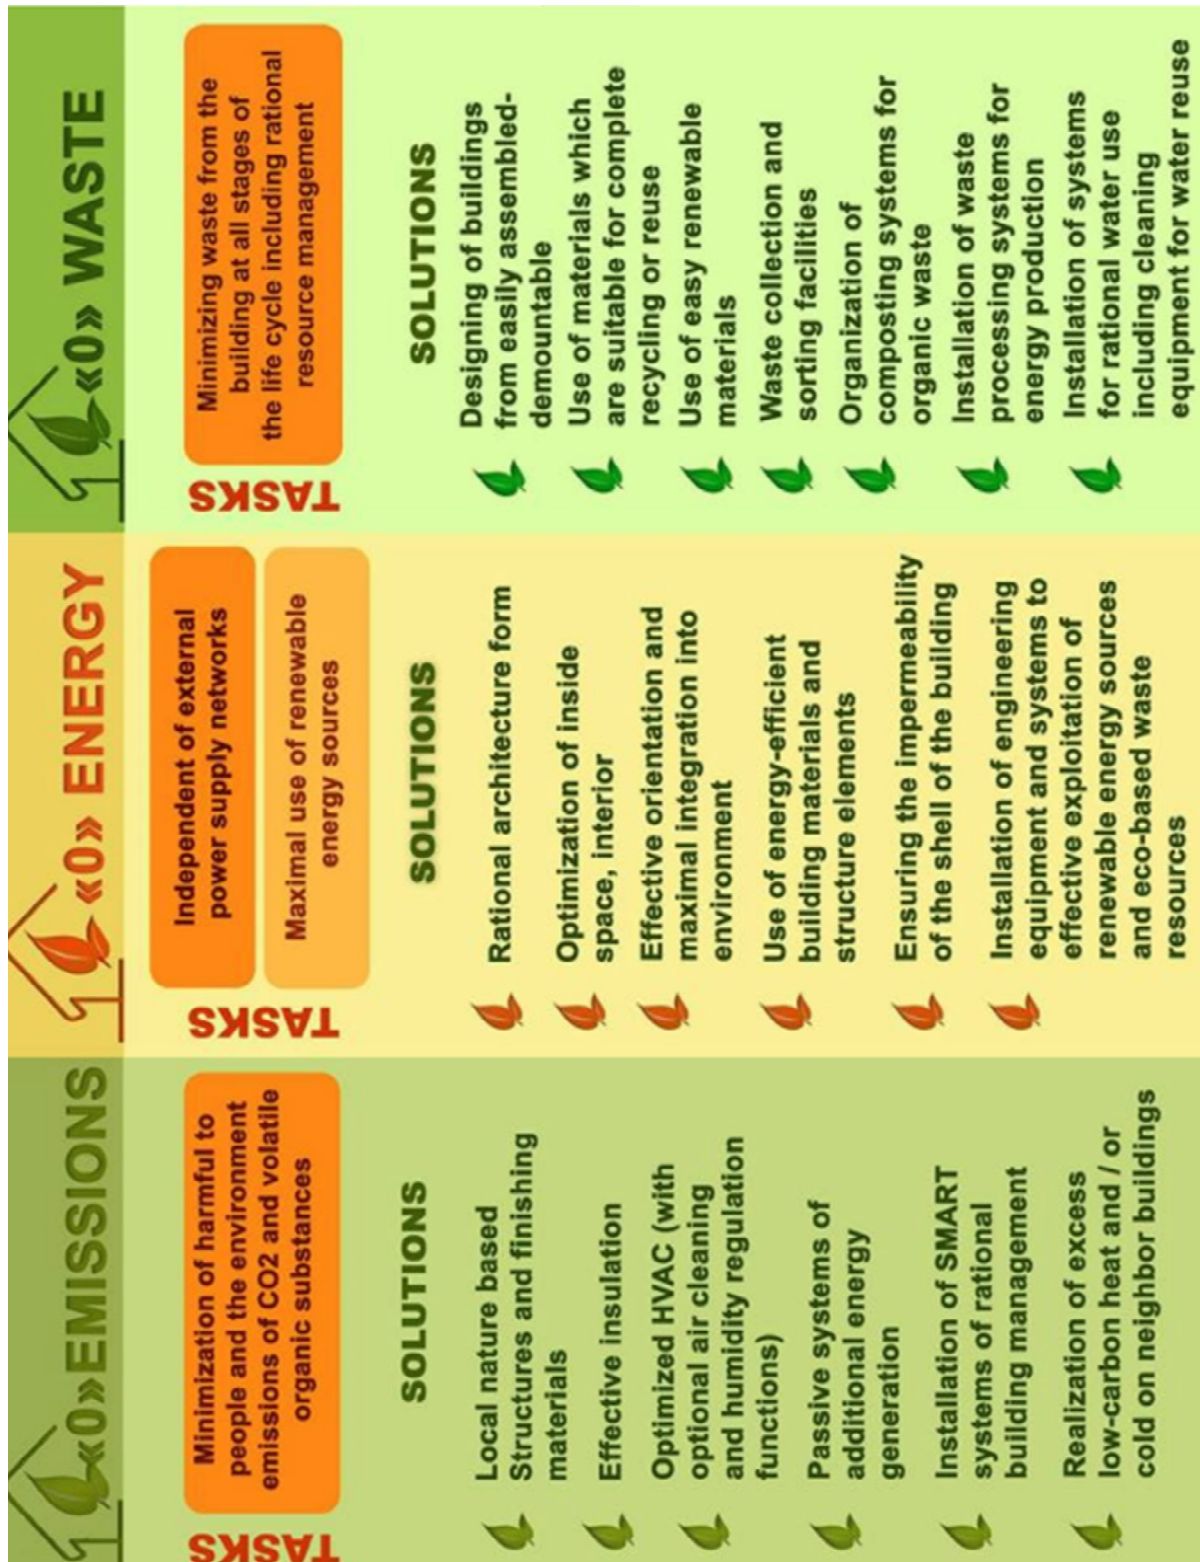 «0»EMISSIONS
TASKS
Minimization of harmful to
people and the environment
emissions of CO2 and volatile
organic substances
SOLUTIONS
Local nature based
Structures and finishing
materials
Effective insulation
Optimized HVAC (with
optional air cleaning
and humidity regulation
functions)
Passive systems of
additional energy
generation
Installation of SMART
systems of rational
building management
Realization of excess
low-carbon heat and / or
cold on neighbor buildings
«0» ENERGY
TASKS
Independent of external
power supply networks
Maximal use of renewable
energy sources
SOLUTIONS
Rational architecture form
Optimization of inside
space, interior
Effective orientation and
maximal integration into
environment
Use of energy-efficient
building materials and
structure elements
Ensuring the impermeability
of the shell of the building
Installation of engineering
equipment and systems to
effective exploitation of
renewable energy sources
and eco-based waste
resources
«0» WASTE
TASKS
Minimizing waste from the
building at all stages of
the life cycle including rational
resource management
SOLUTIONS
Designing of buildings
from easily assembled-
demountable
Use of materials which
are suitable for complete
recycling or reuse
Use of easy renewable
materials
Waste collection and
sorting facilities
Organization of
composting systems for
organic waste
Installation of waste
processing systems for
energy production
Installation of systems
for rational water use
including cleaning
equipment for water reuse